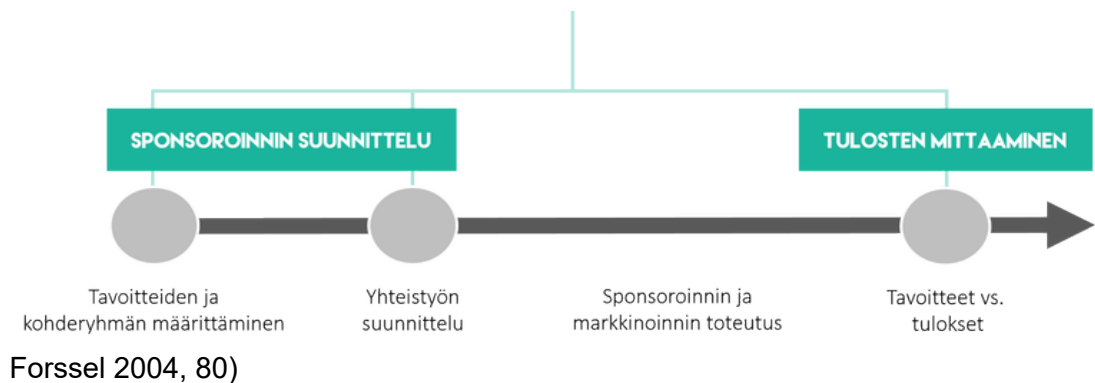 SPONSOROINNIN SUUNNITTELU
TULOSTEN MITTAAMINEN
Tavoitteiden ja
kohderyhmän määrittäminen
Yhteistyön
suunnittelu
Sponsoroinnin ja
markkinoinnin toteutus
Tavoitteet vs.
tulokset
Forssel 2004, 80)